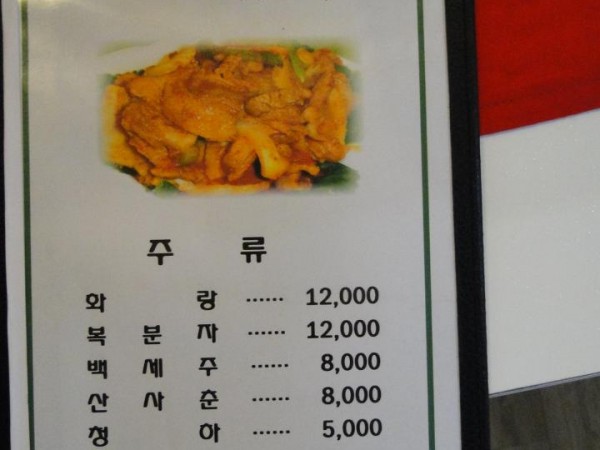 주 류
화 랑 ...... 12,000
복 분 자 ...... 12,000
백 세 주 ...... 8,000
산 사 춘 ...... 8,000
청 하 ...... 5,000